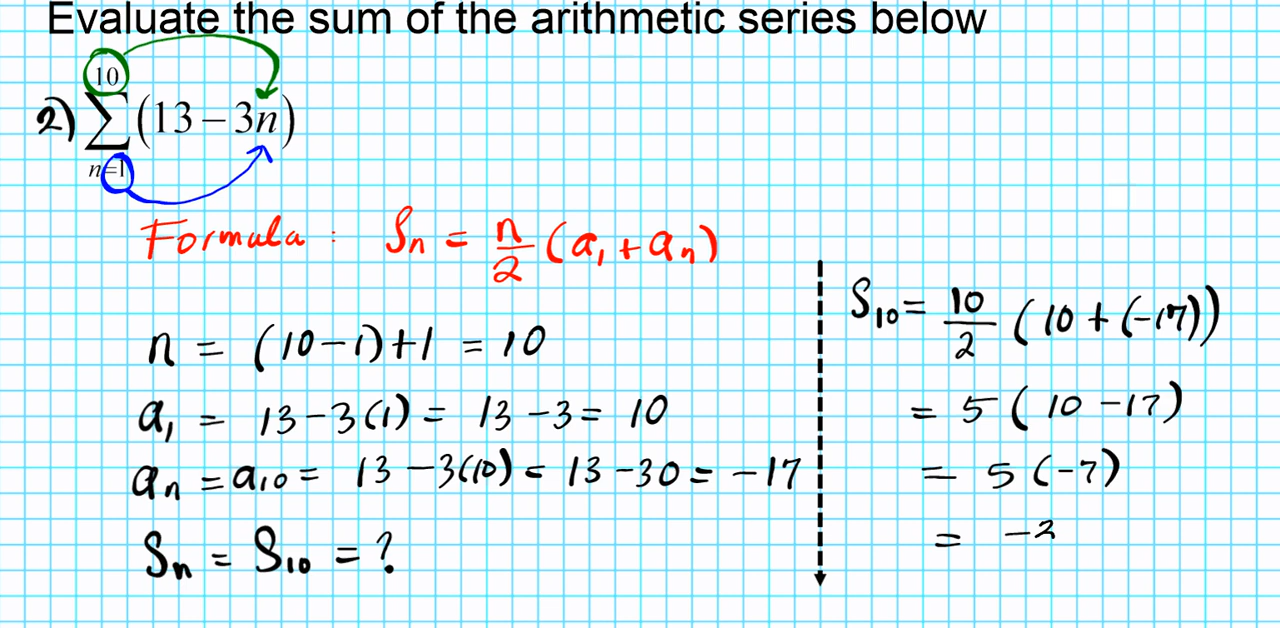 Evaluate the sum of the arithmetic series below
10
2) ∑ (13 – 3n)
n=1
Formula : Sn = n/2 (a₁ + an)
n = (10 – 1) + 1 = 10
a₁ = 13 – 3(1) = 13 – 3 = 10
an = a₁₀ = 13 – 3(10) = 13 – 30 = –17
Sn = S₁₀ = ?
S₁₀ = 10/2 (10 + (–17))
= 5 (10 – 17)
= 5 (–7)
= –3